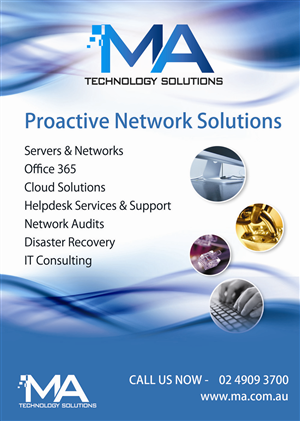 MA
TECHNOLOGY SOLUTIONS
Proactive Network Solutions
Servers & Networks
Office 365
Cloud Solutions
Helpdesk Services & Support
Network Audits
Disaster Recovery
IT Consulting
MA
TECHNOLOGY SOLUTIONS
CALL US NOW - 02 4909 3700
www.ma.com.au